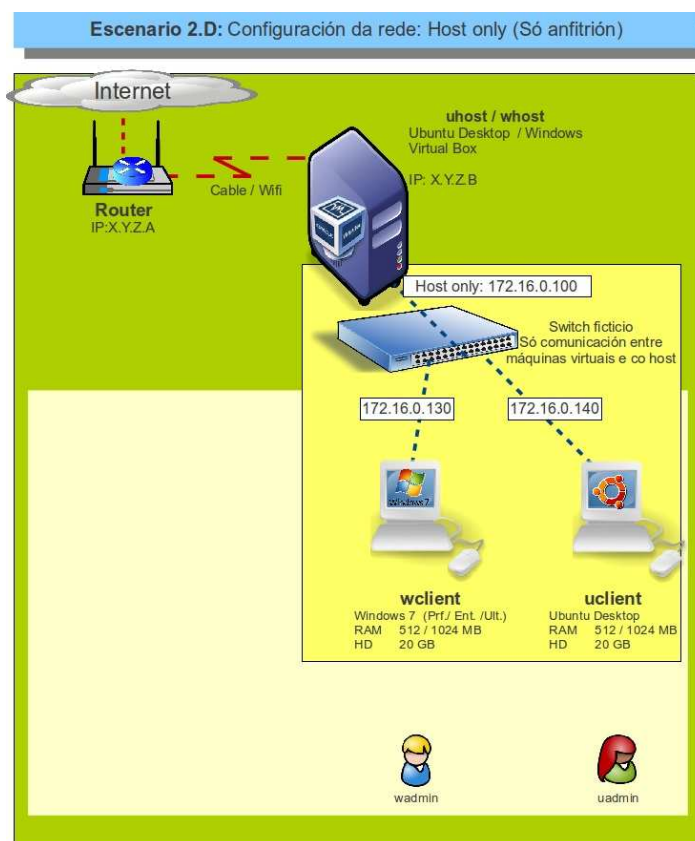 Escenario 2.D: Configuración da rede: Host only (Só anfitrión)
Internet
uhost / whost
Ubuntu Desktop / Windows
Virtual Box
IP: X.Y.Z.B
Cable / Wifi
Router
IP:X.Y.Z.A
Host only: 172.16.0.100
Switch ficticio
Só comunicación entre
máquinas virtuais e co host
172.16.0.130
172.16.0.140
wclient
Windows 7 (Prf./ Ent. /Ult.)
RAM 512 / 1024 MB
HD 20 GB
uclient
Ubuntu Desktop
RAM 512 / 1024 MB
HD 20 GB
wadmin
uadmin